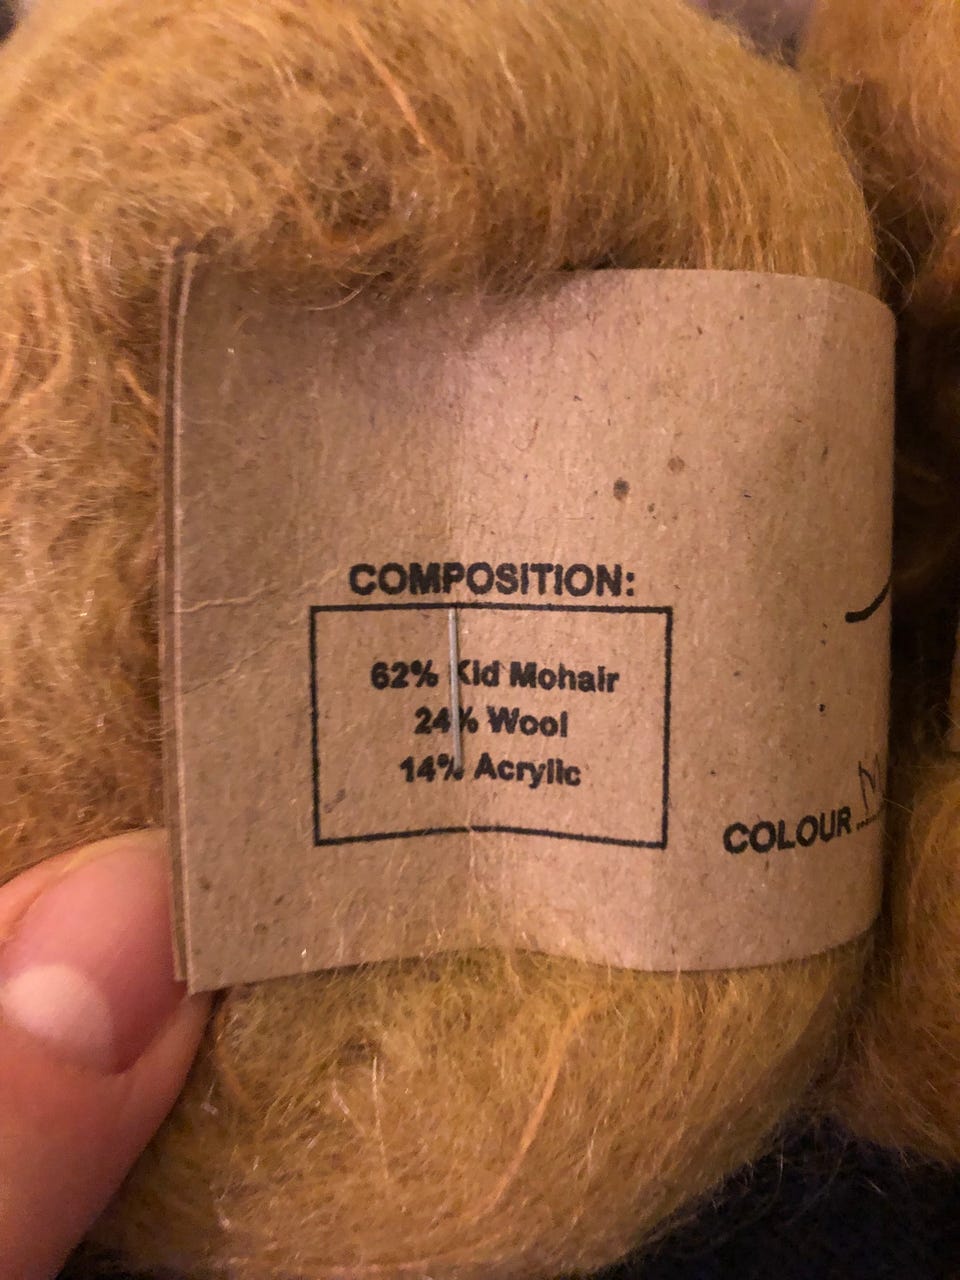 COMPOSITION:
62% Kid Mohair
24% Wool
14% Acrylic
COLOUR